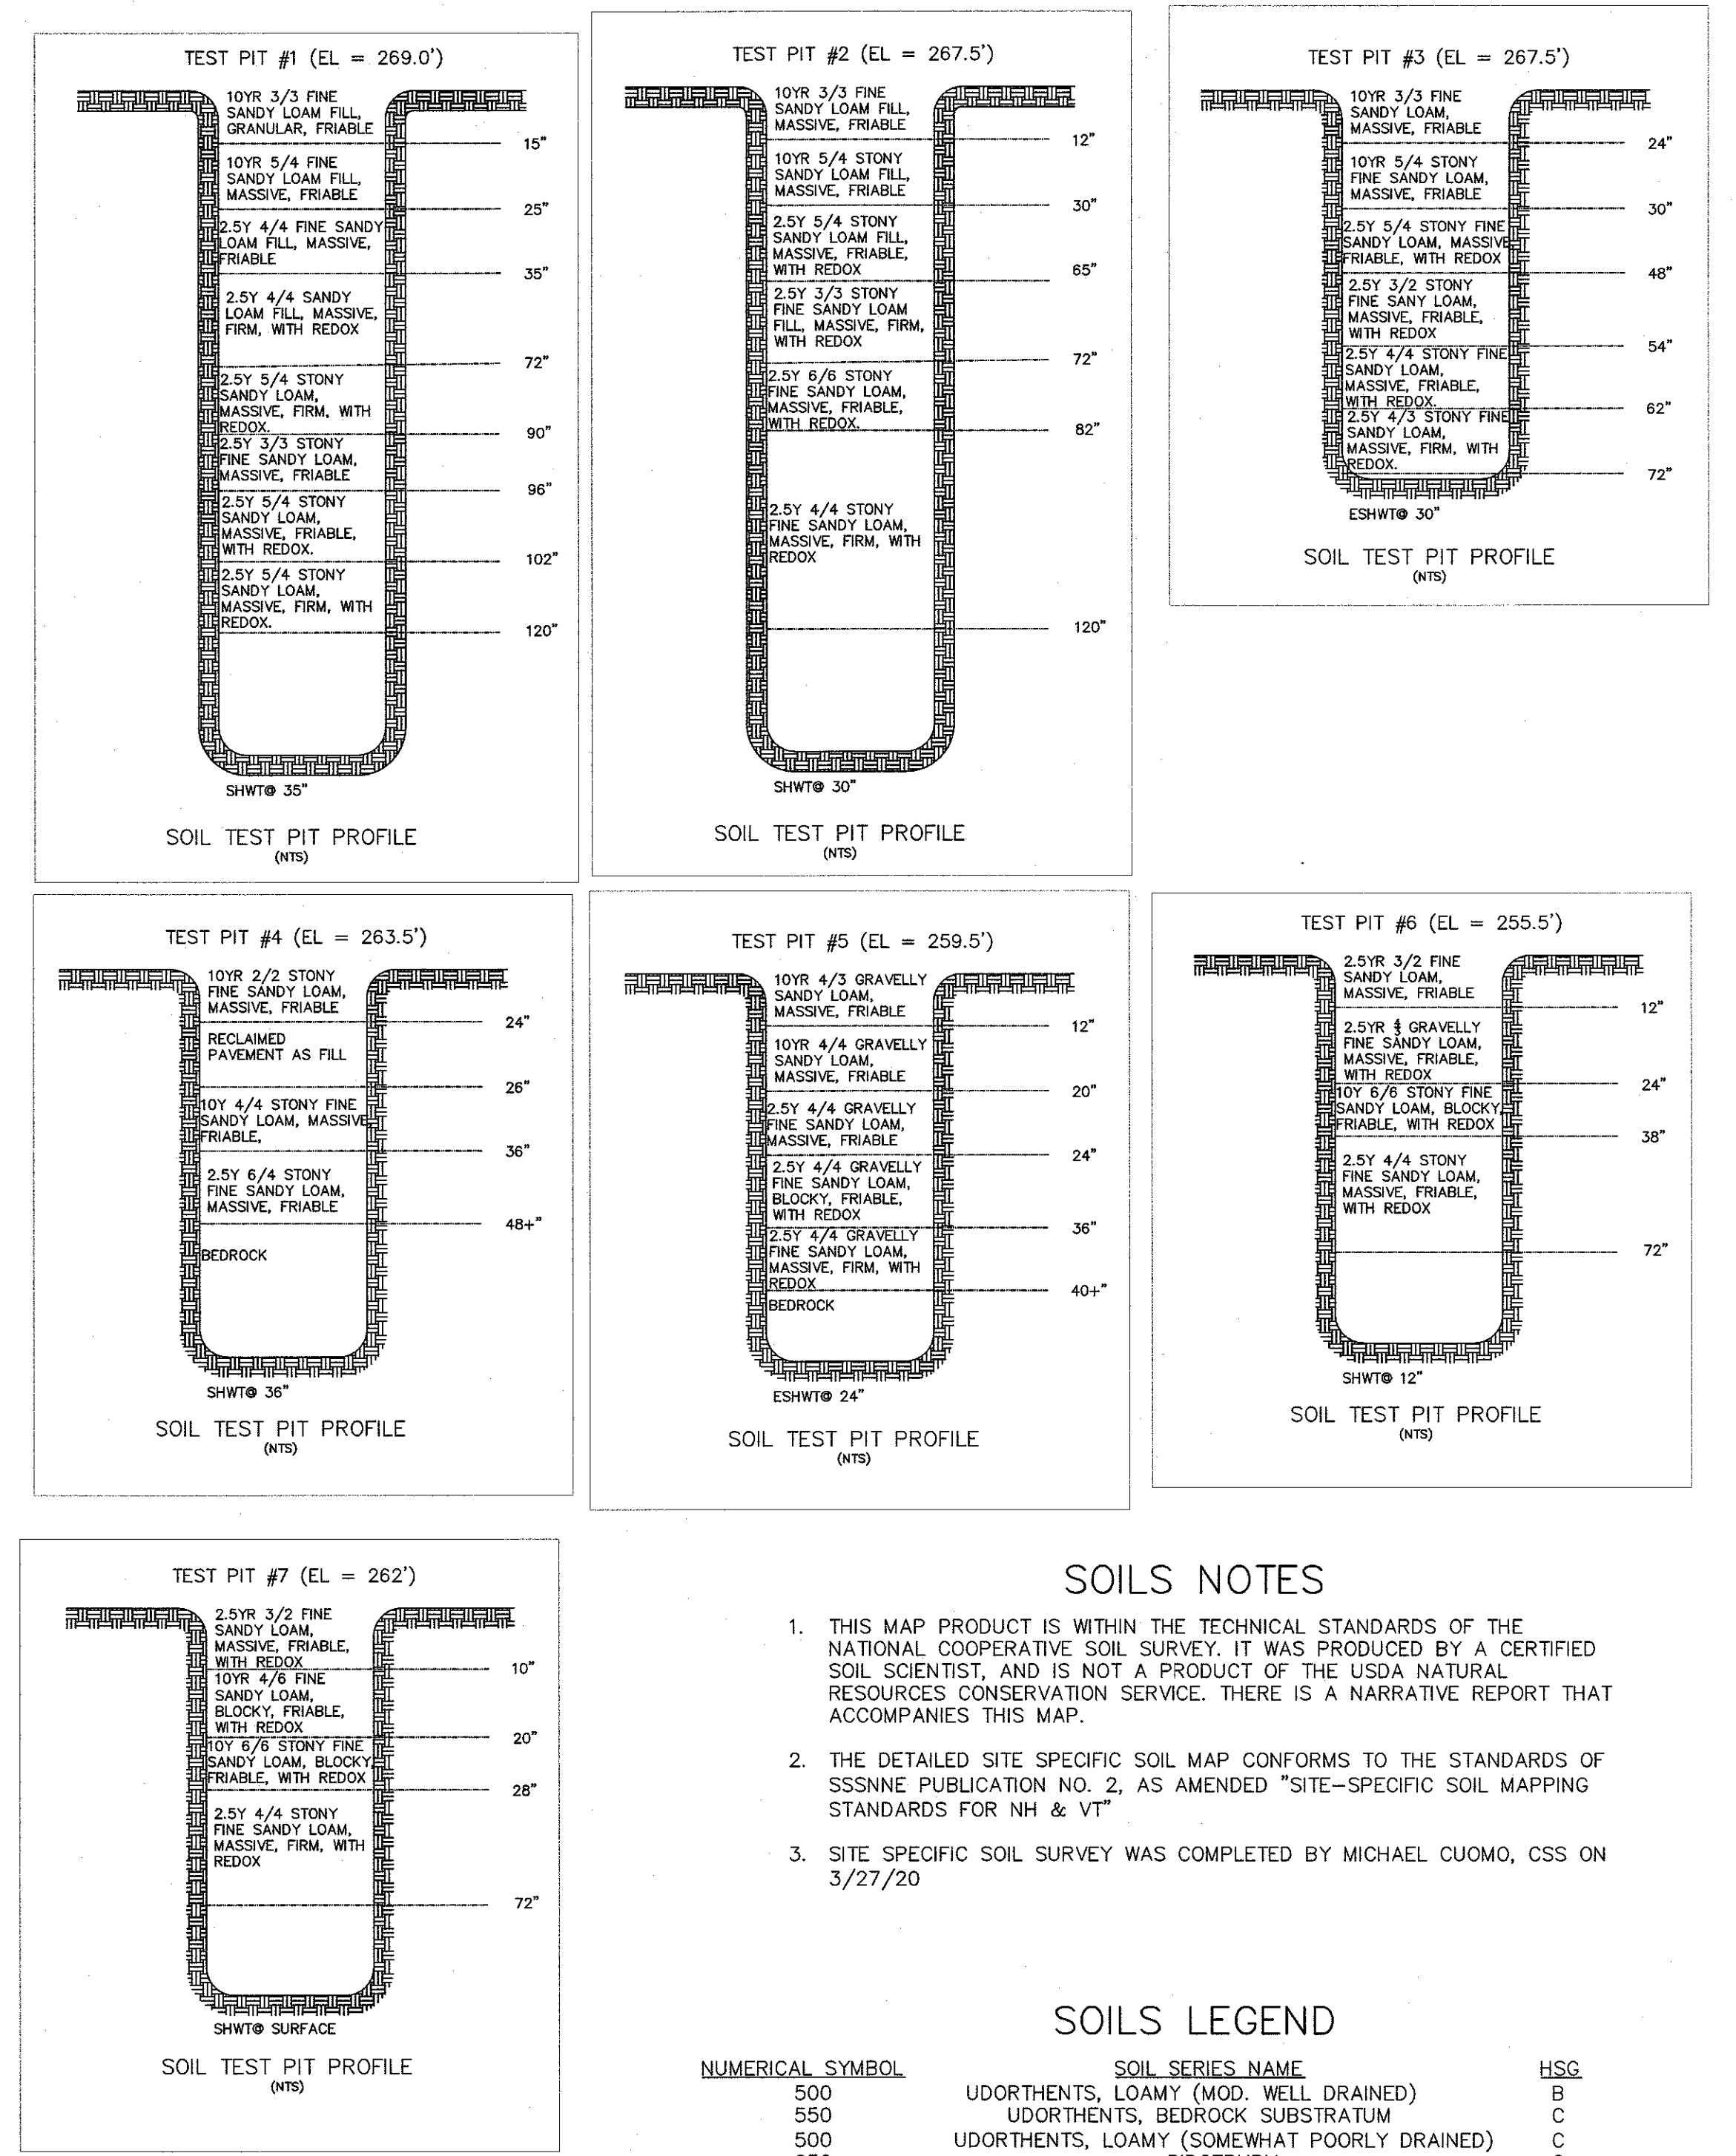 TEST PIT #1 (EL = 269.0')
10YR 3/3 FINE
SANDY LOAM FILL,
GRANULAR, FRIABLE
15"
10YR 5/4 FINE
SANDY LOAM FILL,
MASSIVE, FRIABLE
25"
2.5Y 4/4 FINE SANDY
LOAM FILL, MASSIVE,
FRIABLE
35"
2.5Y 4/4 SANDY
LOAM FILL, MASSIVE,
FIRM, WITH REDOX
72"
2.5Y 5/4 STONY
SANDY LOAM,
MASSIVE, FIRM, WITH
REDOX.
90"
2.5Y 3/3 STONY
FINE SANDY LOAM,
MASSIVE, FRIABLE
96"
2.5Y 5/4 STONY
SANDY LOAM,
MASSIVE, FRIABLE,
WITH REDOX.
102"
2.5Y 5/4 STONY
SANDY LOAM,
MASSIVE, FIRM, WITH
REDOX.
120"
SHWT@ 35"
SOIL TEST PIT PROFILE
(NTS)
TEST PIT #2 (EL = 267.5')
10YR 3/3 FINE
SANDY LOAM FILL,
MASSIVE, FRIABLE
12"
10YR 5/4 STONY
SANDY LOAM FILL,
MASSIVE, FRIABLE
30"
2.5Y 5/4 STONY
SANDY LOAM FILL,
MASSIVE, FRIABLE,
WITH REDOX
65"
2.5Y 3/3 STONY
FINE SANDY LOAM
FILL, MASSIVE, FIRM,
WITH REDOX
72"
2.5Y 6/6 STONY
FINE SANDY LOAM,
MASSIVE, FRIABLE,
WITH REDOX.
82"
2.5Y 4/4 STONY
FINE SANDY LOAM,
MASSIVE, FIRM, WITH
REDOX
120"
SHWT@ 30"
SOIL TEST PIT PROFILE
(NTS)
TEST PIT #3 (EL = 267.5')
10YR 3/3 FINE
SANDY LOAM,
MASSIVE, FRIABLE
24"
10YR 5/4 STONY
FINE SANDY LOAM,
MASSIVE, FRIABLE
30"
2.5Y 5/4 STONY FINE
SANDY LOAM, MASSIVE
FRIABLE, WITH REDOX
48"
2.5Y 3/2 STONY
FINE SANY LOAM,
MASSIVE, FRIABLE,
WITH REDOX
54"
2.5Y 4/4 STONY FINE
SANDY LOAM,
MASSIVE, FRIABLE,
WITH REDOX.
62"
2.5Y 4/3 STONY FINE
SANDY LOAM,
MASSIVE, FIRM, WITH
REDOX.
72"
ESHWT@ 30"
SOIL TEST PIT PROFILE
(NTS)
TEST PIT #4 (EL = 263.5')
10YR 2/2 STONY
FINE SANDY LOAM,
MASSIVE, FRIABLE
24"
RECLAIMED
PAVEMENT AS FILL
26"
10Y 4/4 STONY FINE
SANDY LOAM, MASSIVE
FRIABLE,
36"
2.5Y 6/4 STONY
FINE SANDY LOAM,
MASSIVE, FRIABLE
48+"
BEDROCK
SHWT@ 36"
SOIL TEST PIT PROFILE
(NTS)
TEST PIT #5 (EL = 259.5')
10YR 4/3 GRAVELLY
SANDY LOAM,
MASSIVE, FRIABLE
12"
10YR 4/4 GRAVELLY
SANDY LOAM,
MASSIVE, FRIABLE
20"
2.5Y 4/4 GRAVELLY
FINE SANDY LOAM,
MASSIVE, FRIABLE
24"
2.5Y 4/4 GRAVELLY
FINE SANDY LOAM,
BLOCKY, FRIABLE,
WITH REDOX
36"
2.5Y 4/4 GRAVELLY
FINE SANDY LOAM,
MASSIVE, FIRM, WITH
REDOX
40+"
BEDROCK
ESHWT@ 24"
SOIL TEST PIT PROFILE
(NTS)
TEST PIT #6 (EL = 255.5')
2.5YR 3/2 FINE
SANDY LOAM,
MASSIVE, FRIABLE
12"
2.5YR GRAVELLY
FINE SANDY LOAM,
MASSIVE, FRIABLE,
WITH REDOX
24"
10Y 6/6 STONY FINE
SANDY LOAM, BLOCKY,
FRIABLE, WITH REDOX
38"
2.5Y 4/4 STONY
FINE SANDY LOAM,
MASSIVE, FRIABLE,
WITH REDOX
72"
SHWT@ 12"
SOIL TEST PIT PROFILE
(NTS)
TEST PIT #7 (EL = 262')
2.5YR 3/2 FINE
SANDY LOAM,
MASSIVE, FRIABLE,
WITH REDOX
10"
10YR 4/6 FINE
SANDY LOAM,
BLOCKY, FRIABLE,
WITH REDOX
20"
10Y 6/6 STONY FINE
SANDY LOAM, BLOCKY,
FRIABLE, WITH REDOX
28"
2.5Y 4/4 STONY
FINE SANDY LOAM,
MASSIVE, FIRM, WITH
REDOX
72"
SHWT@ SURFACE
SOIL TEST PIT PROFILE
(NTS)
SOILS NOTES
1. THIS MAP PRODUCT IS WITHIN THE TECHNICAL STANDARDS OF THE
NATIONAL COOPERATIVE SOIL SURVEY. IT WAS PRODUCED BY A CERTIFIED
SOIL SCIENTIST, AND IS NOT A PRODUCT OF THE USDA NATURAL
RESOURCES CONSERVATION SERVICE. THERE IS A NARRATIVE REPORT THAT
ACCOMPANIES THIS MAP.
2. THE DETAILED SITE SPECIFIC SOIL MAP CONFORMS TO THE STANDARDS OF
SSSNNE PUBLICATION NO. 2, AS AMENDED "SITE-SPECIFIC SOIL MAPPING
STANDARDS FOR NH & VT"
3. SITE SPECIFIC SOIL SURVEY WAS COMPLETED BY MICHAEL CUOMO, CSS ON
3/27/20
SOILS LEGEND
NUMERICAL SYMBOL SOIL SERIES NAME HSG
500 UDORTHENTS, LOAMY (MOD. WELL DRAINED) B
550 UDORTHENTS, BEDROCK SUBSTRATUM C
500 UDORTHENTS, LOAMY (SOMEWHAT POORLY DRAINED) C